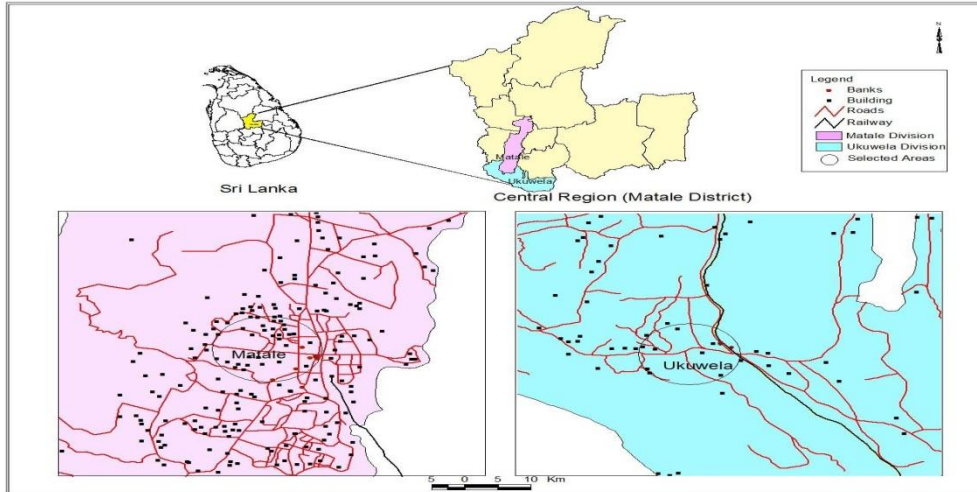 N
Legend
Banks
Building
Roads
Railway
Matale Division
Ukuwela Division
Selected Areas
Matale
Ukuwela
Sri Lanka
Central Region (Matale District)
Matale
Ukuwela
5 0 5 10 Km